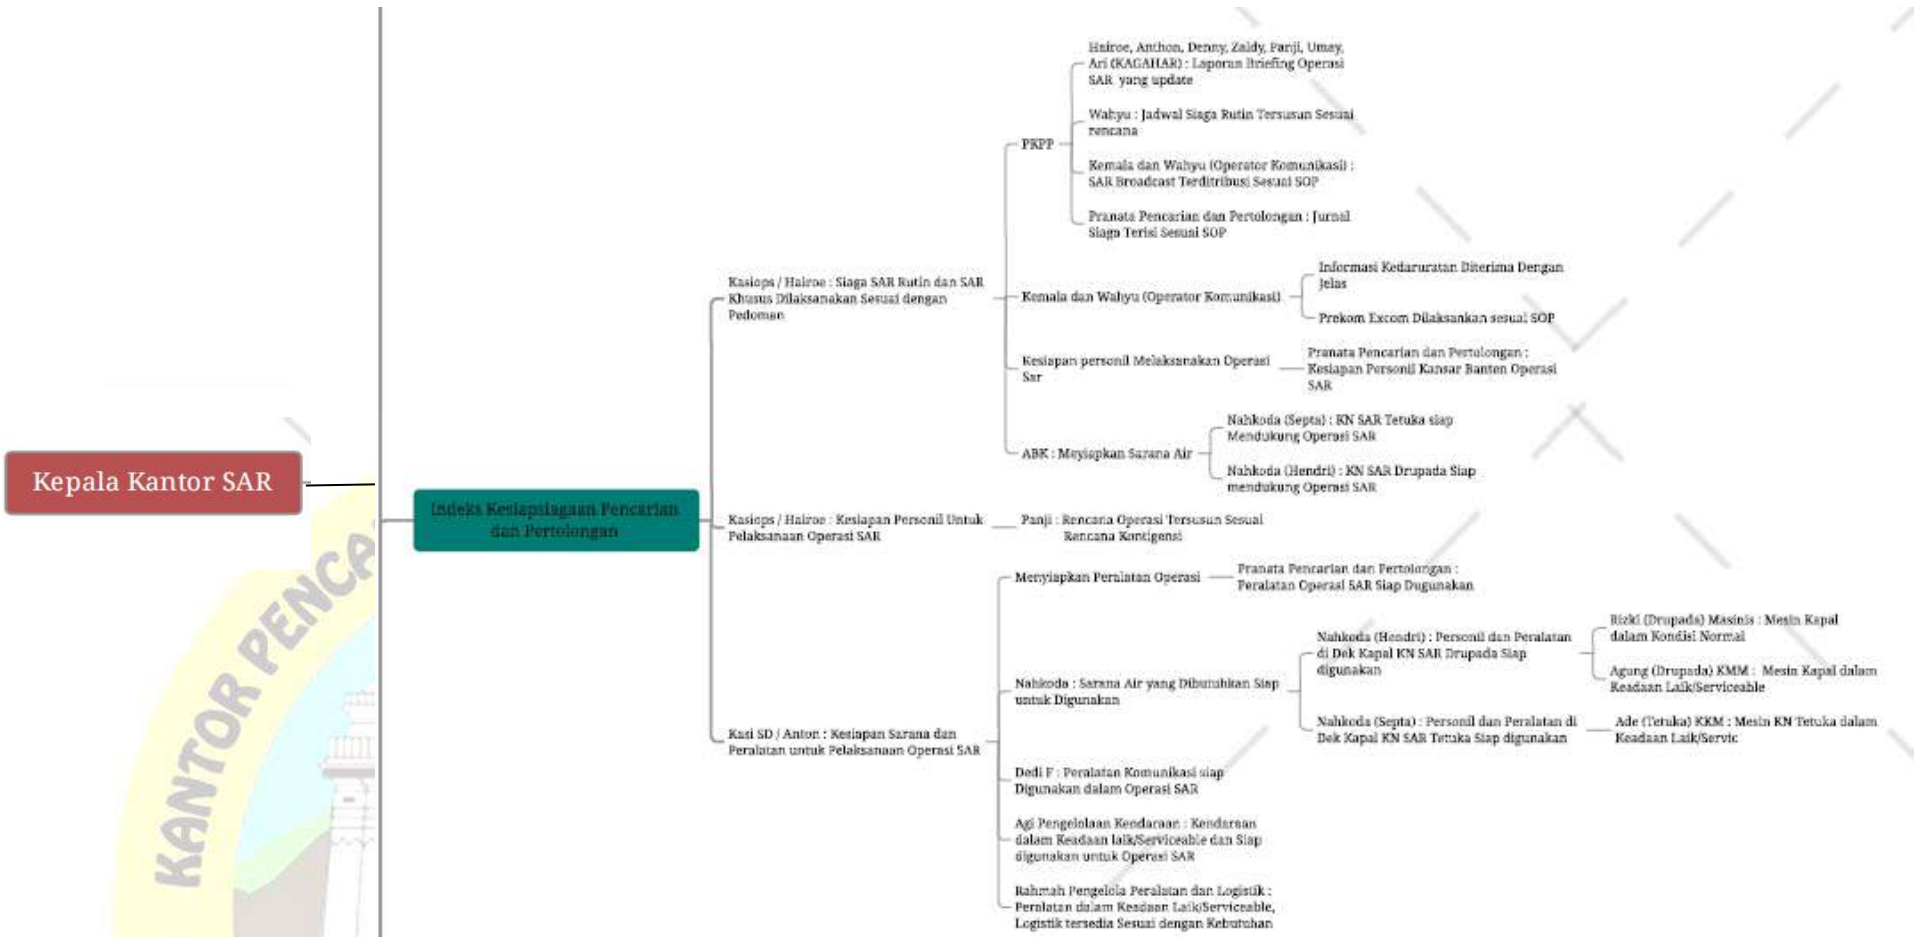 Kepala Kantor SAR
KANTOR PENCA
Indeks Kesiapsiagaan Pencarian
dan Pertolongan
Kasiops / Hairoe : Siaga SAR Rutin dan SAR
Khusus Dilaksanakan Sesuai dengan
Pedoman
PKPP
Hairoe, Anthon, Denny, Zaldy, Panji, Umay,
Ari (KAGAHAR) : Laporan Briefing Operasi
SAR yang update
Wahyu : Jadwal Siaga Rutin Tersusun Sesuai
rencana
Kemala dan Wahyu (Operator Komunikasi) :
SAR Broadcast Terditribusi Sesuai SOP
Pranata Pencarian dan Pertolongan : Jurnal
Siaga Terisi Sesuai SOP
Kemala dan Wahyu (Operator Komunikasi)
Informasi Kedaruratan Diterima Dengan
Jelas
Prekom Excom Dilaksankan sesuai SOP
Kesiapan personil Melaksanakan Operasi
Sar
Pranata Pencarian dan Pertolongan :
Kesiapan Personil Kansar Banten Operasi
SAR
ABK : Meyiapkan Sarana Air
Nahkoda (Septa) : KN SAR Tetuka siap
Mendukung Operasi SAR
Nahkoda (Hendri) : KN SAR Drupada Siap
mendukung Operasi SAR
Kasiops / Hairoe : Kesiapan Personil Untuk
Pelaksanaan Operasi SAR
Panji : Rencana Operasi Tersusun Sesuai
Rencana Kontigensi
Kasi SD / Anton : Kesiapan Sarana dan
Peralatan untuk Pelaksanaan Operasi SAR
Menyiapkan Peralatan Operasi
Pranata Pencarian dan Pertolongan :
Peralatan Operasi SAR Siap Dugunakan
Nahkoda : Sarana Air yang Dibutuhkan Siap
untuk Digunakan
Nahkoda (Hendri) : Personil dan Peralatan
di Dek Kapal KN SAR Drupada Siap
digunakan
Rizki (Drupada) Masinis : Mesin Kapal
dalam Kondisi Normal
Agung (Drupada) KMM : Mesin Kapal dalam
Keadaan Laik/Serviceable
Nahkoda (Septa) : Personil dan Peralatan di
Dek Kapal KN SAR Tetuka Siap digunakan
Ade (Tetuka) KKM : Mesin KN Tetuka dalam
Keadaan Laik/Servic
Dedi F : Peralatan Komunikasi siap
Digunakan dalam Operasi SAR
Agi Pengelolaan Kendaraan : Kendaraan
dalam Keadaan laik/Serviceable dan Siap
digunakan untuk Operasi SAR
Rahmah Pengelola Peralatan dan Logistik :
Peralatan dalam Keadaan Laik/Serviceable,
Logistik tersedia Sesuai dengan Kebutuhan